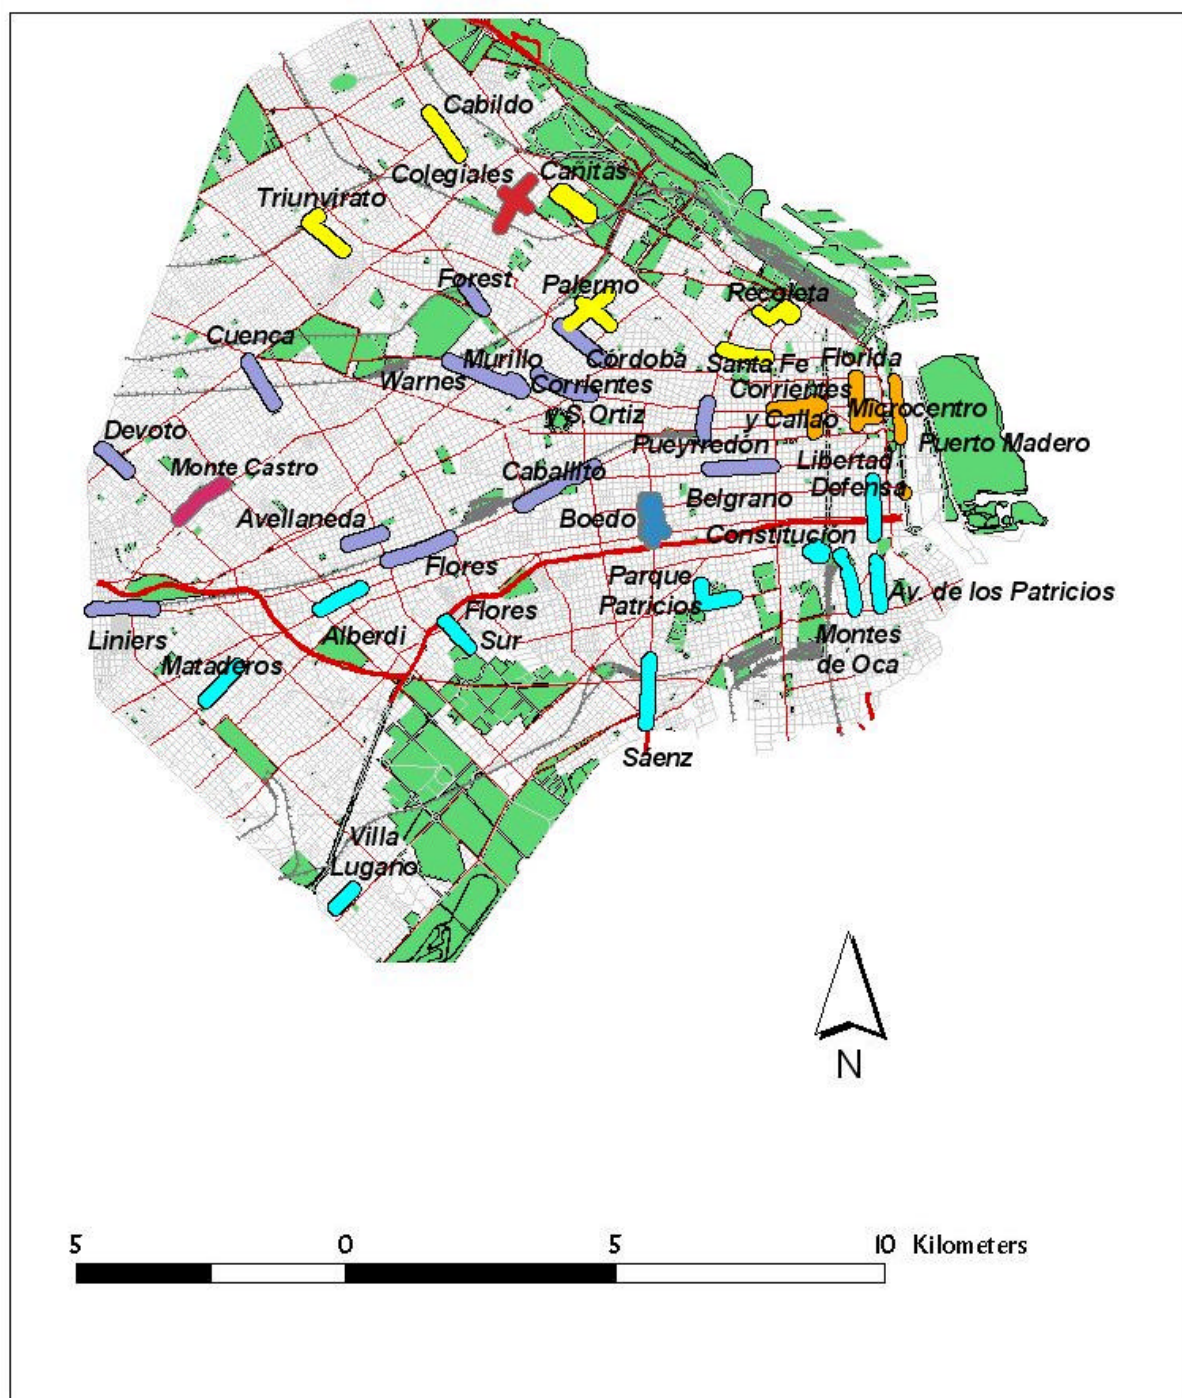 Cabildo
Colegiales
Cañitas
Triunvirato
Forest
Palermo
Recoleta
Cuenca
Murillo
Córdoba
Santa Fe
Florida
Warnes
Corrientes
y S.Ortiz
Corrientes
y Callao
Microcentro
Devoto
Pueyrredón
Puerto Madero
Monte Castro
Caballito
Libertad
Avellaneda
Boedo
Belgrano
Defensa
Constitución
Flores
Parque
Patricios
Av. de los Patricios
Liniers
Alberdi
Flores
Sur
Montes
de Oca
Mataderos
Sáenz
Villa
Lugano
N
5 0 5 10 Kilometers